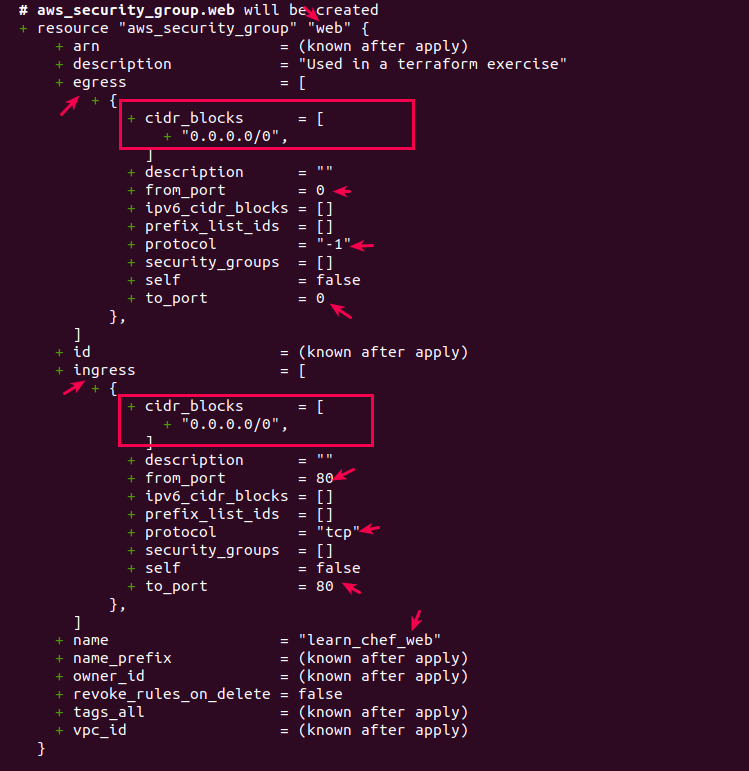 # aws_security_group.web will be created
+ resource "aws_security_group" "web" {
+ arn = (known after apply)
+ description = "Used in a terraform exercise"
+ egress = [
+ {
+ cidr_blocks = [
+ "0.0.0.0/0",
]
+ description = ""
+ from_port = 0
+ ipv6_cidr_blocks = []
+ prefix_list_ids = []
+ protocol = "-1"
+ security_groups = []
+ self = false
+ to_port = 0
},
]
+ id = (known after apply)
+ ingress = [
+ {
+ cidr_blocks = [
+ "0.0.0.0/0",
]
+ description = ""
+ from_port = 80
+ ipv6_cidr_blocks = []
+ prefix_list_ids = []
+ protocol = "tcp"
+ security_groups = []
+ self = false
+ to_port = 80
},
]
+ name = "learn_chef_web"
+ name_prefix = (known after apply)
+ owner_id = (known after apply)
+ revoke_rules_on_delete = false
+ tags_all = (known after apply)
+ vpc_id = (known after apply)
}